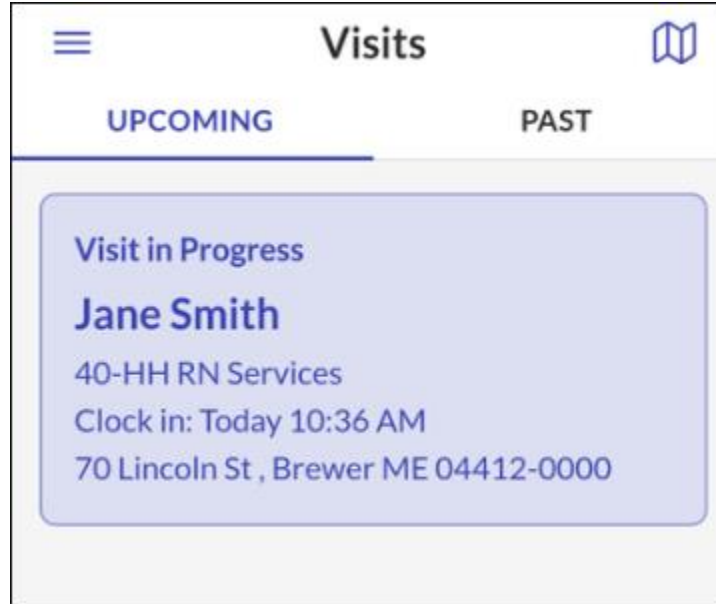 Visits
UPCOMING PAST
Visit in Progress
Jane Smith
40-HH RN Services
Clock in: Today 10:36 AM
70 Lincoln St , Brewer ME 04412-0000